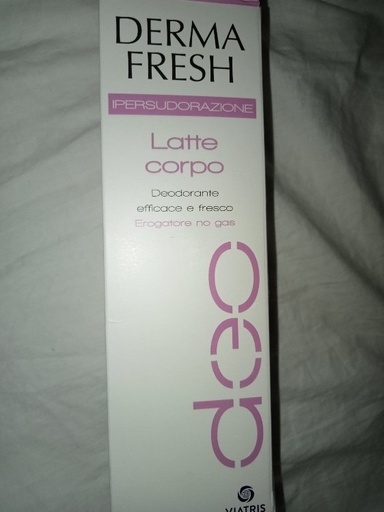 DERMA
FRESH
IPERSUDORAZIONE
Latte
corpo
Deodorante
efficace e fresco
Erogatore no gas
deo
VIATRIS